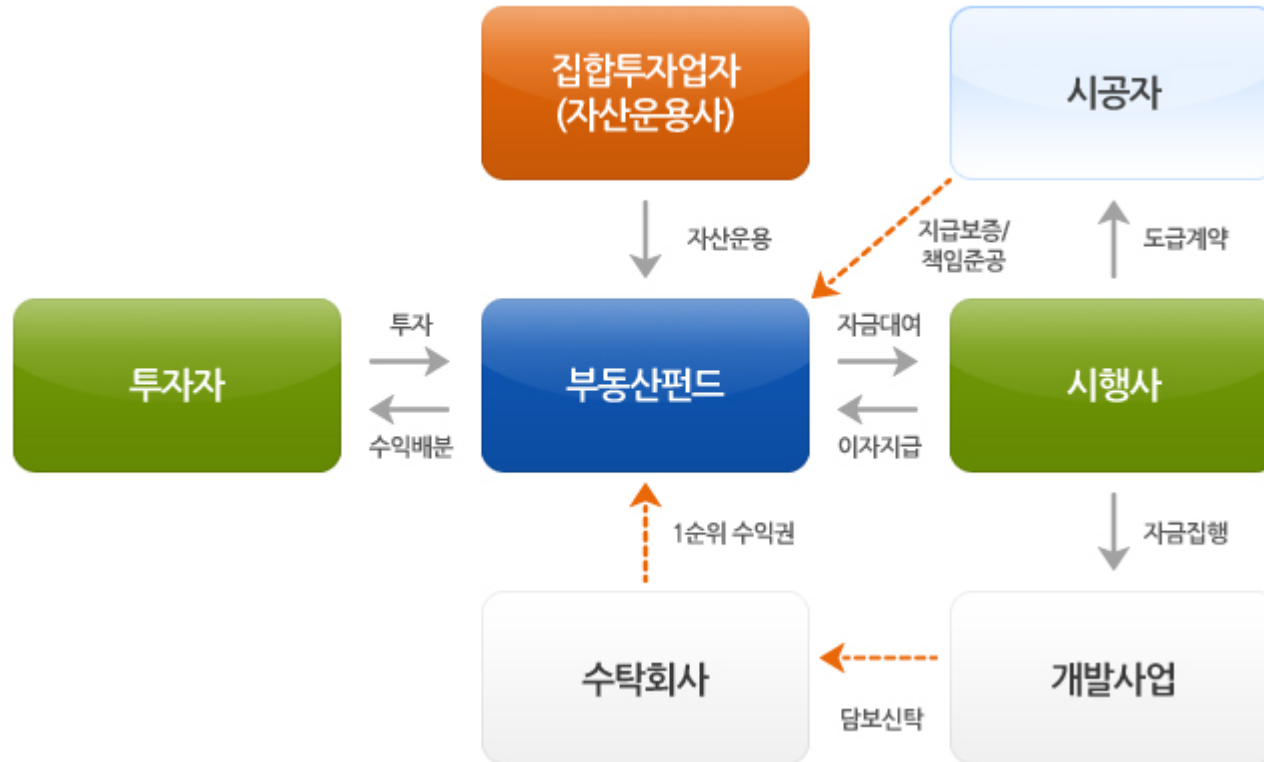 집합투자업자
(자산운용사)
시공자
자산운용
지급보증/
책임준공
도급계약
투자자
투자
수익배분
부동산펀드
자금대여
이자지급
시행사
1순위 수익권
자금집행
수탁회사
담보신탁
개발사업